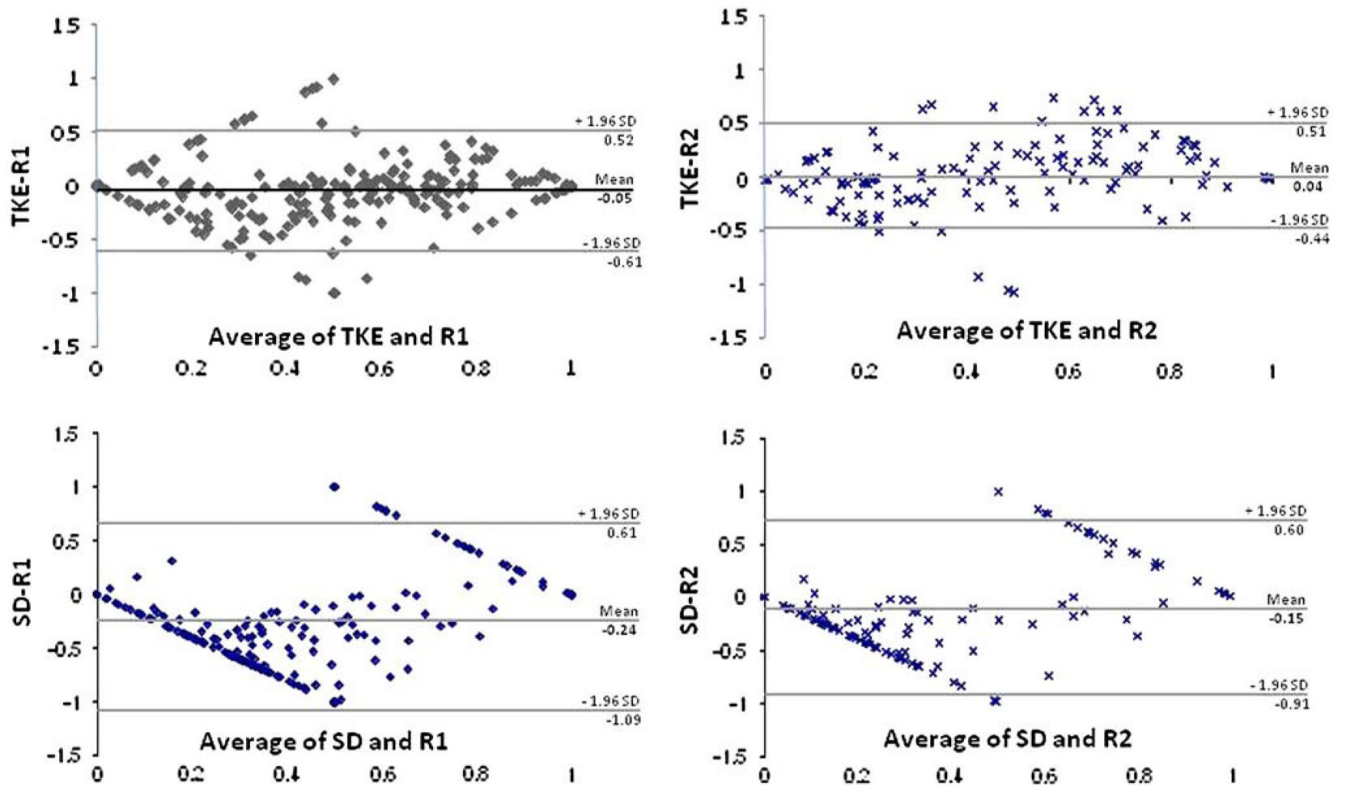 1.5
1
0.5
0
-0.5
-1
-1.5
TKE-R1
+ 1.96 SD
0.52
Mean
-0.05
- 1.96 SD
-0.61
Average of TKE and R1
0 0.2 0.4 0.6 0.8 1
1.5
1
0.5
0
-0.5
-1
-1.5
TKE-R2
+ 1.96 SD
0.51
Mean
0.04
- 1.96 SD
-0.44
Average of TKE and R2
0 0.2 0.4 0.6 0.8 1
1.5
1
0.5
0
-0.5
-1
-1.5
SD-R1
+ 1.96 SD
0.61
Mean
-0.24
- 1.96 SD
-1.09
Average of SD and R1
0 0.2 0.4 0.6 0.8 1
1.5
1
0.5
0
-0.5
-1
-1.5
SD-R2
+ 1.96 SD
0.60
Mean
-0.15
- 1.96 SD
-0.91
Average of SD and R2
0 0.2 0.4 0.6 0.8 1